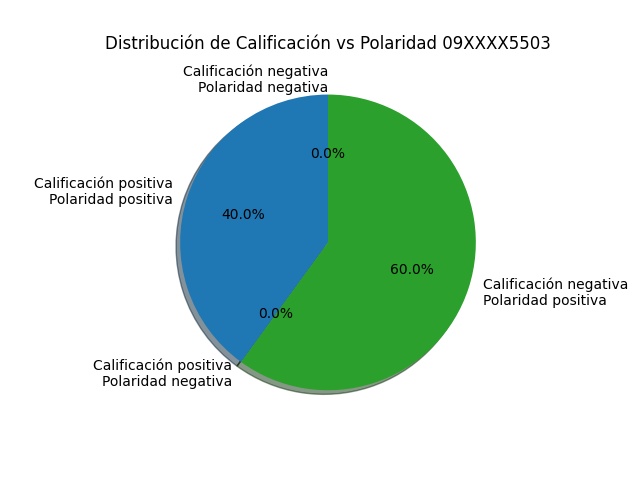 Distribución de Calificación vs Polaridad 09XXXX5503
Calificación negativa
Polaridad negativa
0.0%
Calificación positiva
Polaridad positiva
40.0%
60.0%
Calificación negativa
Polaridad positiva
0.0%
Calificación positiva
Polaridad negativa